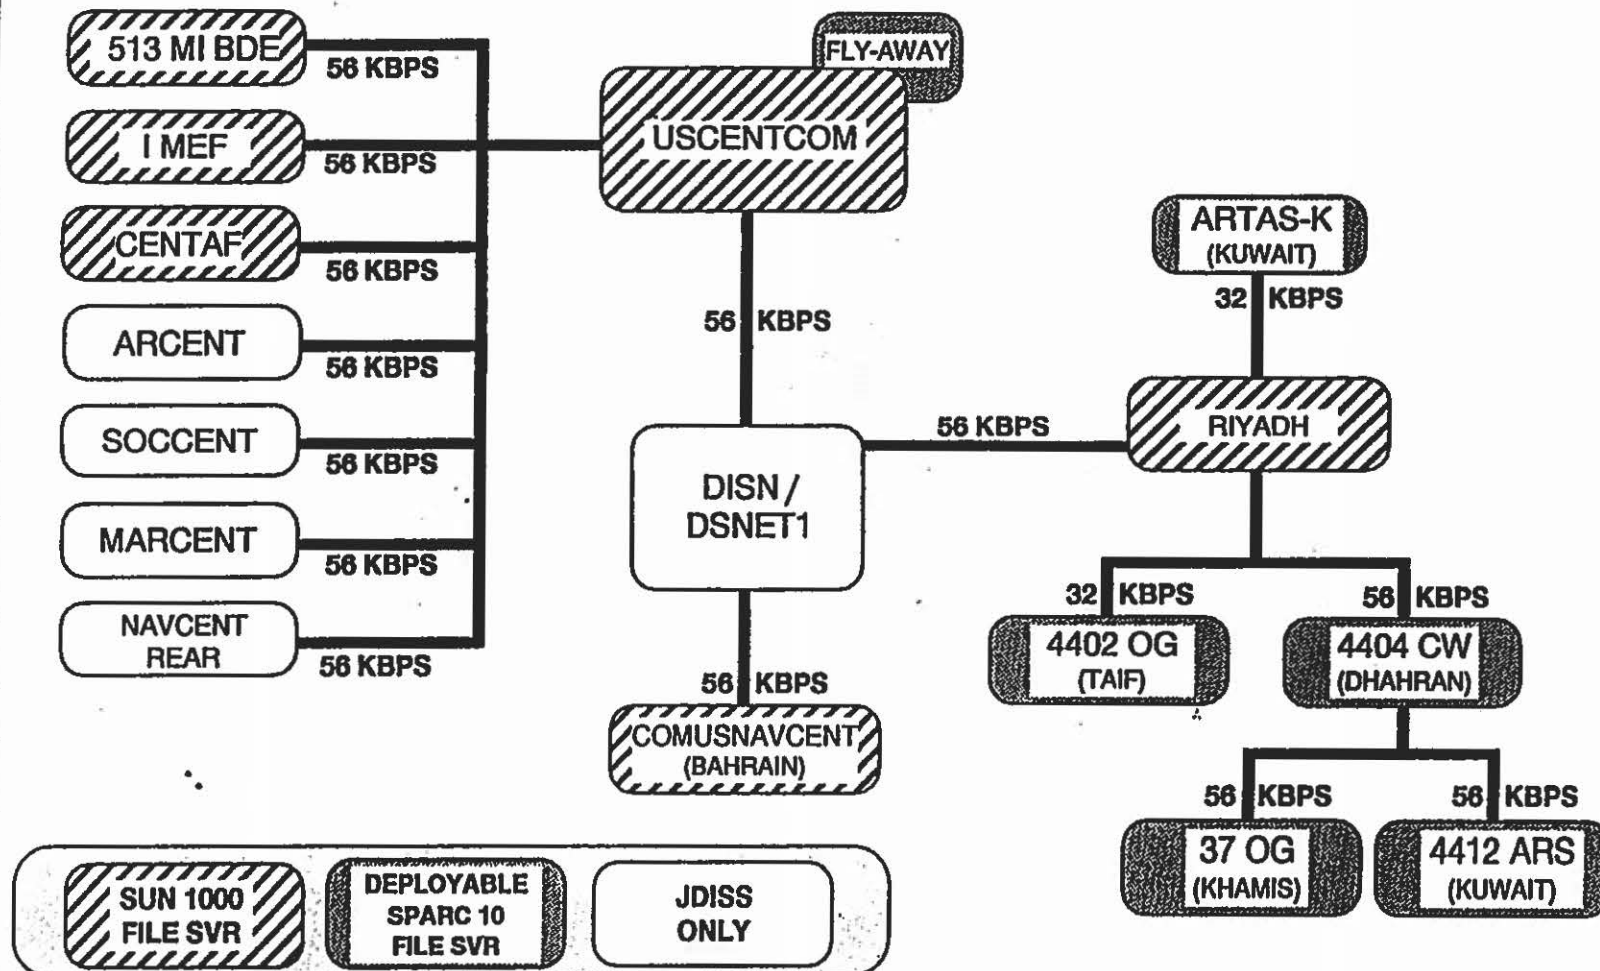 513 MI BDE
56 KBPS
I MEF
56 KBPS
CENTAF
56 KBPS
ARCENT
56 KBPS
SOCCENT
56 KBPS
MARCENT
56 KBPS
NAVCENT
REAR
56 KBPS
FLY-AWAY
USCENTCOM
56 KBPS
DISN /
DSNET1
56 KBPS
56 KBPS
COMUSNAVCENT
(BAHRAIN)
ARTAS-K
(KUWAIT)
32 KBPS
RIYADH
32 KBPS
4402 OG
(TAIF)
56 KBPS
4404 CW
(DHAHRAN)
56 KBPS
37 OG
(KHAMIS)
56 KBPS
4412 ARS
(KUWAIT)
SUN 1000
FILE SVR
DEPLOYABLE
SPARC 10
FILE SVR
JDISS
ONLY